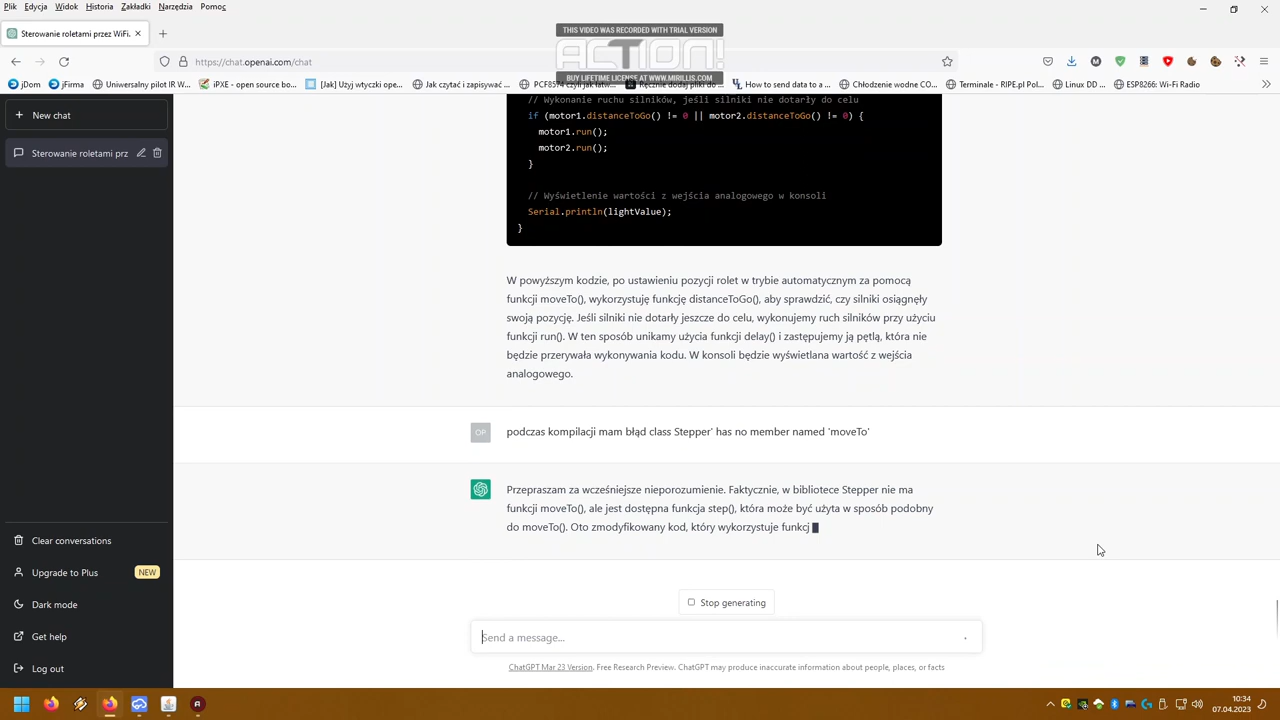 Plik Edycja Widok Historia Zakładki Narzędzia Pomoc
THIS VIDEO WAS RECORDED WITH TRIAL VERSION
ACTION!
BUY LIFETIME LICENSE AT WWW.MIRILLIS.COM
Sterowanie roletami przez WiFi.
https://chat.openai.com/chat
Dom
jFirma
Uniwersalny pilot IR W...
iPXE - open source bo...
[Jak] Użyj wtyczki ope...
Jak czytać i zapisywać ...
PCF8574 czyli jak łatw...
Ręcznie dodaj pliki do ...
How to send data to a ...
Chłodzenie wodne CO...
Terminale - RIPE.pl Pol...
Linux DD ...
ESP8266: Wi-Fi Radio
New chat
Sterowanie roletami prz
// Wykonanie ruchu silników, jeśli silniki nie dotarły do celu
if (motor1.distanceToGo() != 0 || motor2.distanceToGo() != 0) {
motor1.run();
motor2.run();
}
// Wyświetlenie wartości z wejścia analogowego w konsoli
Serial.println(lightValue);
}
W powyższym kodzie, po ustawieniu pozycji rolet w trybie automatycznym za pomocą
funkcji moveTo(), wykorzystuję funkcję distanceToGo(), aby sprawdzić, czy silniki osiągnęły
swoją pozycję. Jeśli silniki nie dotarły jeszcze do celu, wykonujemy ruch silników przy użyciu
funkcji run(). W ten sposób unikamy użycia funkcji delay() i zastępujemy ją pętlą, która nie
będzie przerywała wykonywania kodu. W konsoli będzie wyświetlana wartość z wejścia
analogowego.
OP
podczas kompilacji mam błąd class Stepper' has no member named 'moveTo'
Przepraszam za wcześniejsze nieporozumienie. Faktycznie, w bibliotece Stepper nie ma
funkcji moveTo(), ale jest dostępna funkcja step(), która może być użyta w sposób podobny
do moveTo(). Oto zmodyfikowany kod, który wykorzystuje funkcj
Clear conversations
Upgrade to Plus NEW
Dark mode
Get help
Log out
Stop generating
Send a message...
ChatGPT Mar 23 Version. Free Research Preview. ChatGPT may produce inaccurate information about people, places, or facts
10:34
07.04.2023